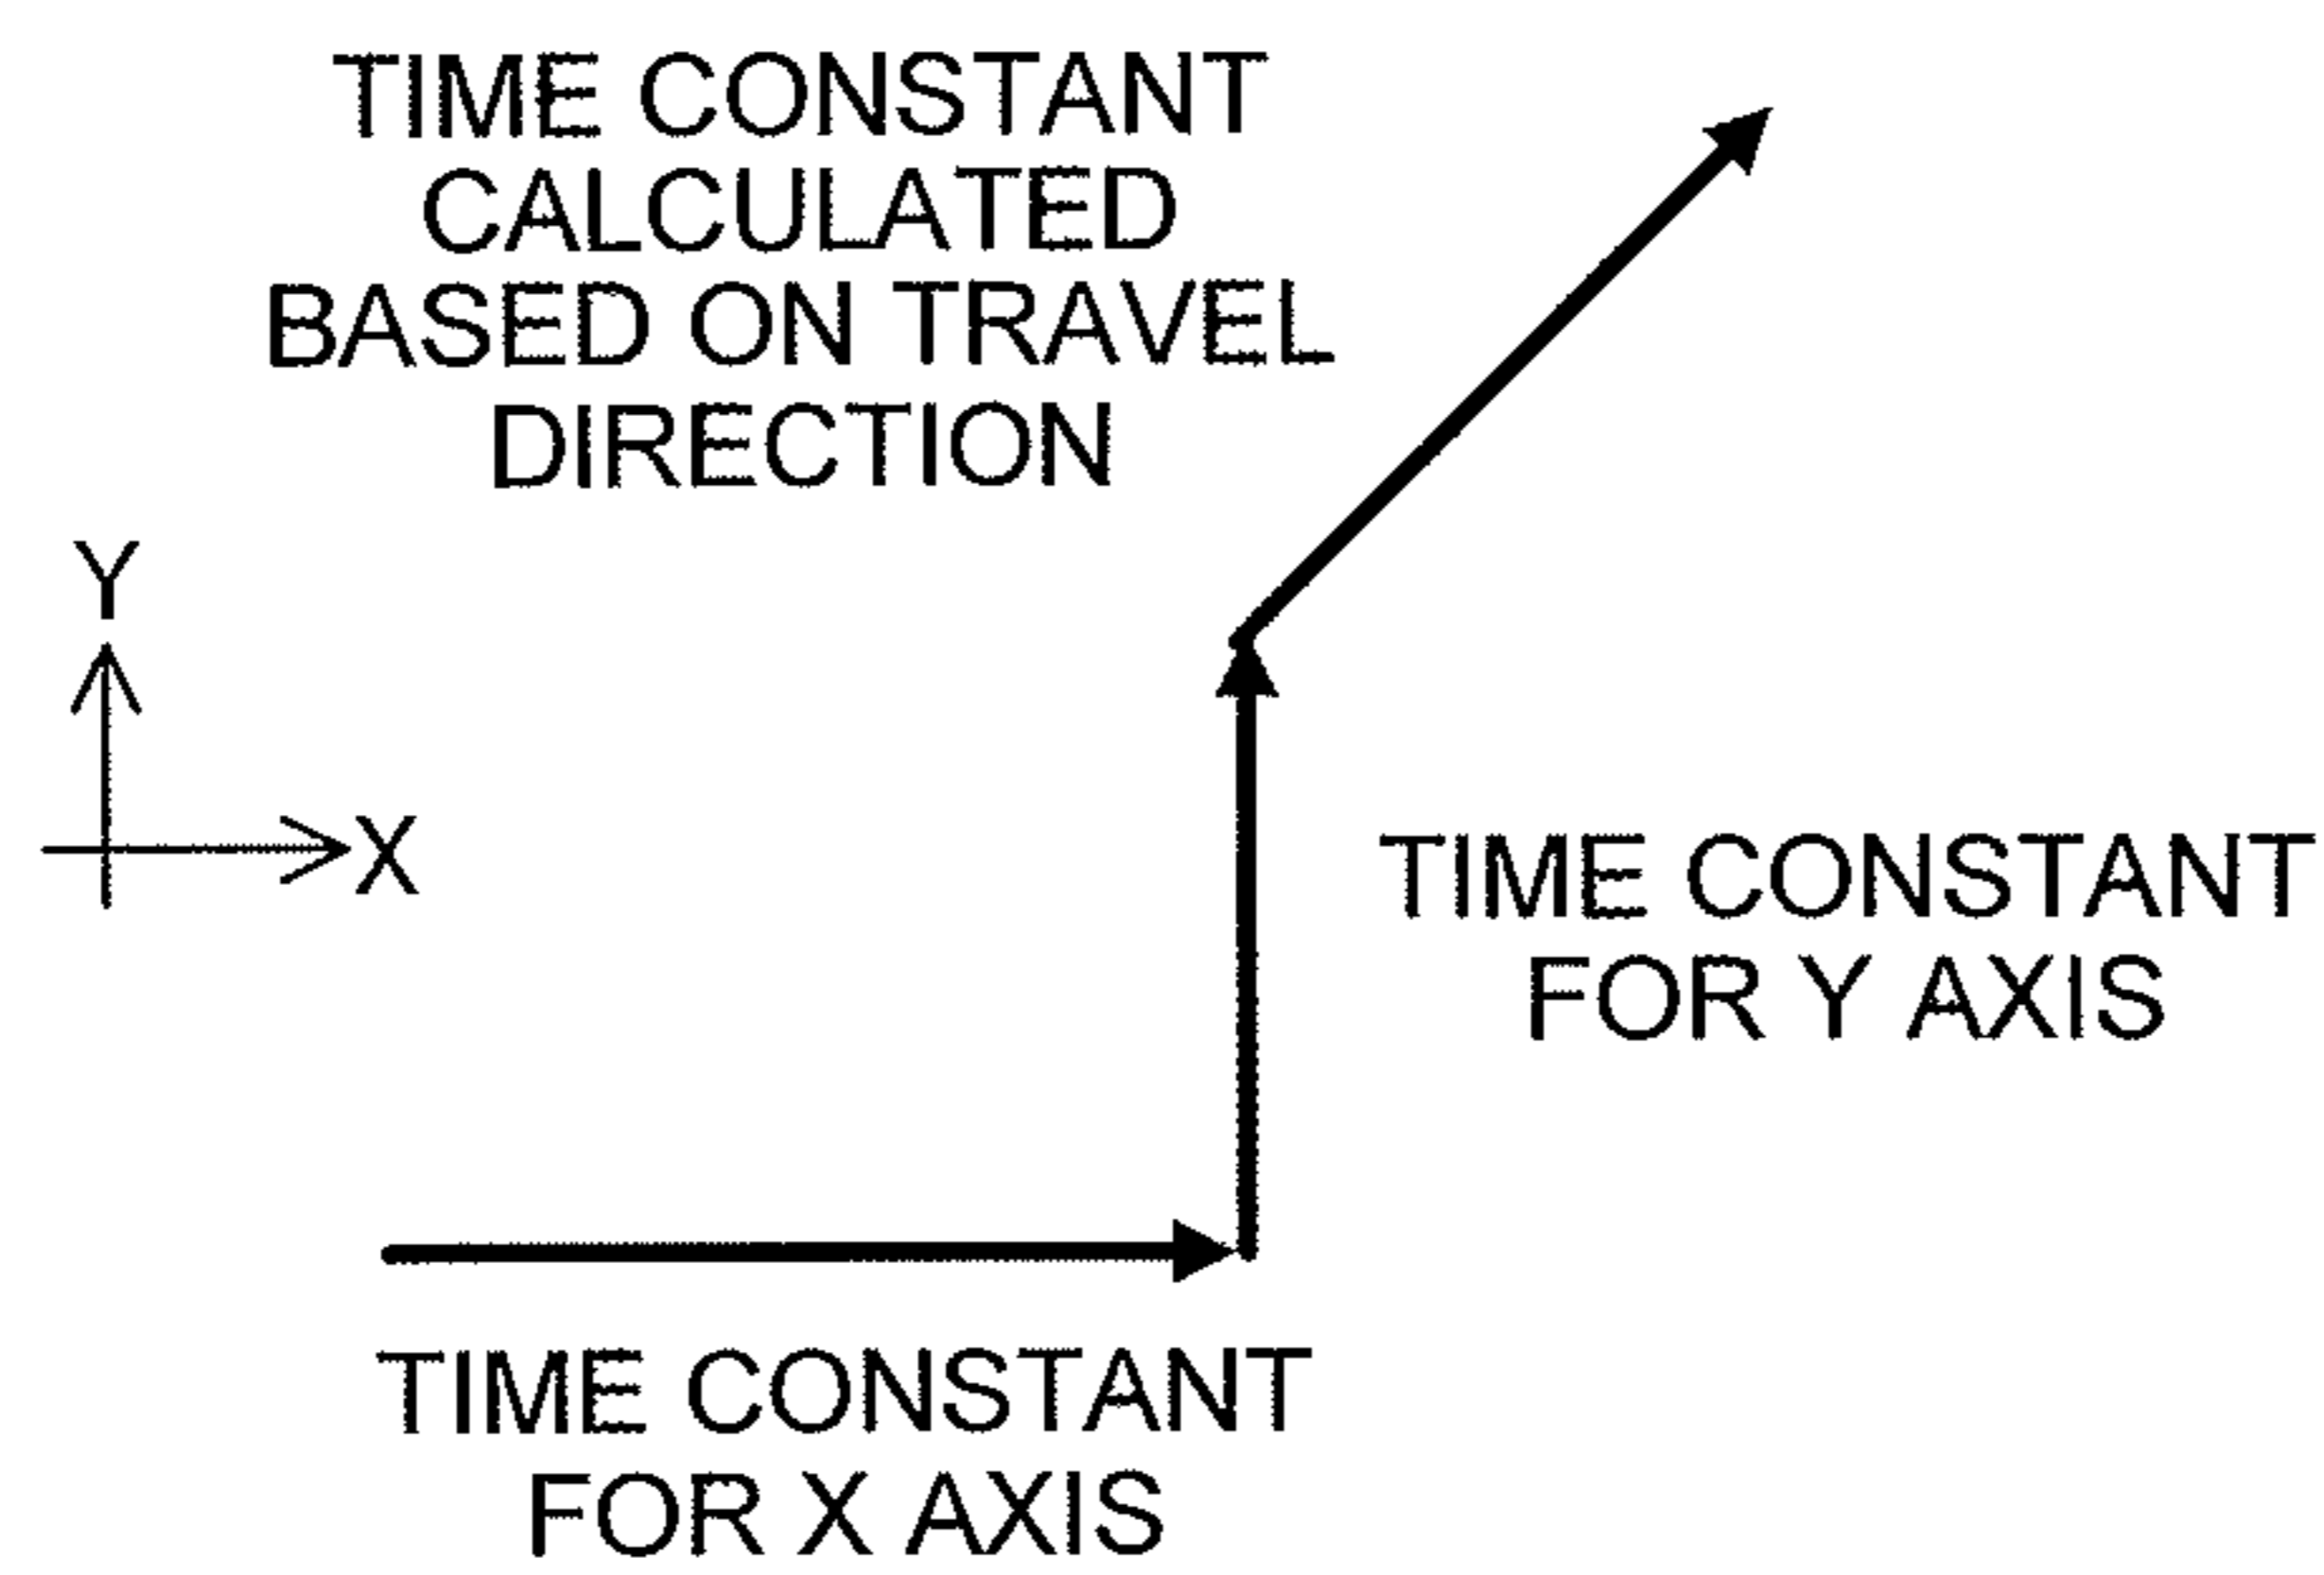 TIME CONSTANT
CALCULATED
BASED ON TRAVEL
DIRECTION
Y
X
TIME CONSTANT
FOR Y AXIS
TIME CONSTANT
FOR X AXIS